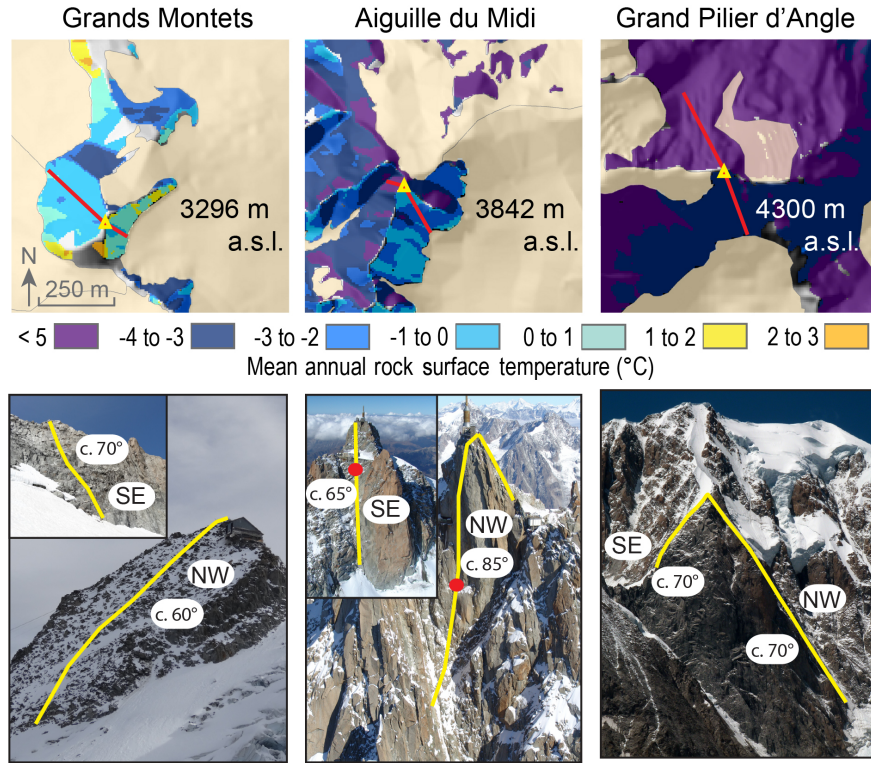 Grands Montets
Aiguille du Midi
Grand Pilier d’Angle
3296 m
a.s.l.
N
250 m
3842 m
a.s.l.
4300 m
a.s.l.
< 5
-4 to -3
-3 to -2
-1 to 0
0 to 1
1 to 2
2 to 3
Mean annual rock surface temperature (°C)
c. 70°
SE
NW
c. 60°
c. 65°
SE
NW
c. 85°
SE
c. 70°
NW
c. 70°